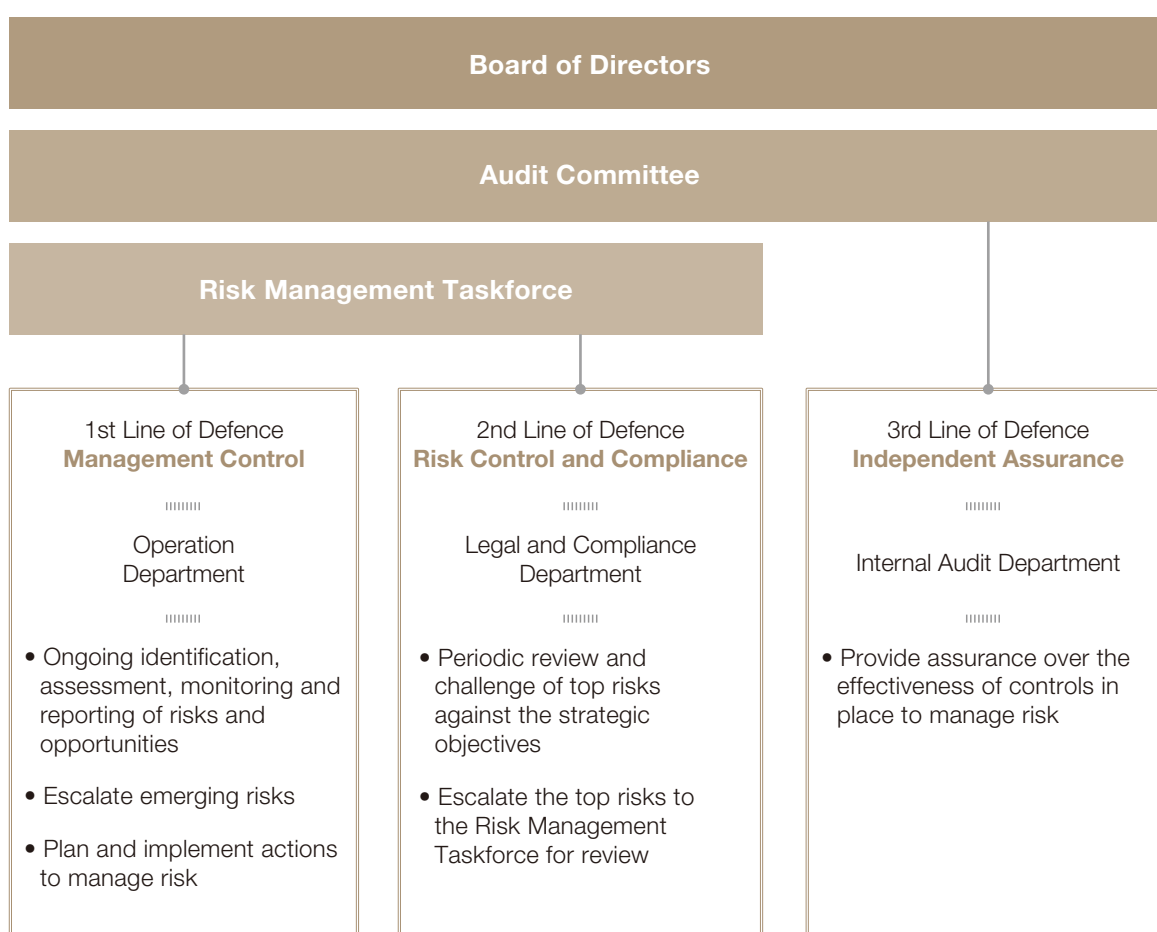 Board of Directors
Audit Committee
Risk Management Taskforce
1st Line of Defence
Management Control
Operation
Department
• Ongoing identification,
assessment, monitoring and
reporting of risks and
opportunities
• Escalate emerging risks
• Plan and implement actions
to manage risk
2nd Line of Defence
Risk Control and Compliance
Legal and Compliance
Department
• Periodic review and
challenge of top risks
against the strategic
objectives
• Escalate the top risks to
the Risk Management
Taskforce for review
3rd Line of Defence
Independent Assurance
Internal Audit Department
• Provide assurance over the
effectiveness of controls in
place to manage risk